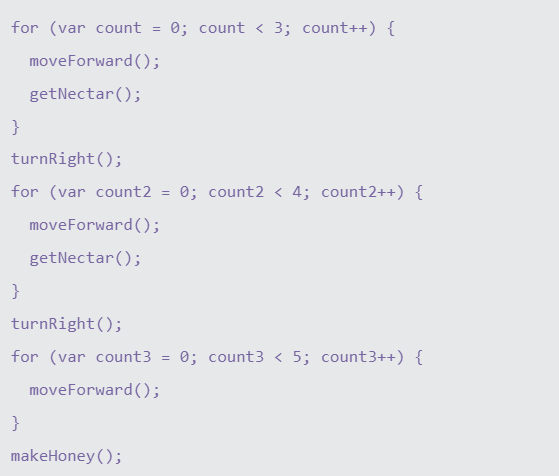 for (var count = 0; count < 3; count++) {
  moveForward();
  getNectar();
}
turnRight();
for (var count2 = 0; count2 < 4; count2++) {
  moveForward();
  getNectar();
}
turnRight();
for (var count3 = 0; count3 < 5; count3++) {
  moveForward();
}
makeHoney();